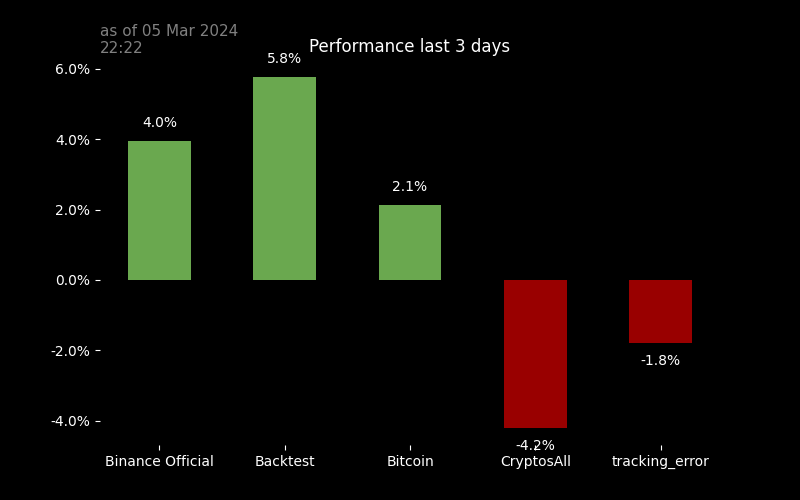 as of 05 Mar 2024
22:22
Performance last 3 days
6.0%
4.0%
2.0%
0.0%
-2.0%
-4.0%
4.0%
5.8%
2.1%
-4.2%
-1.8%
Binance Official
Backtest
Bitcoin
CryptosAll
tracking_error